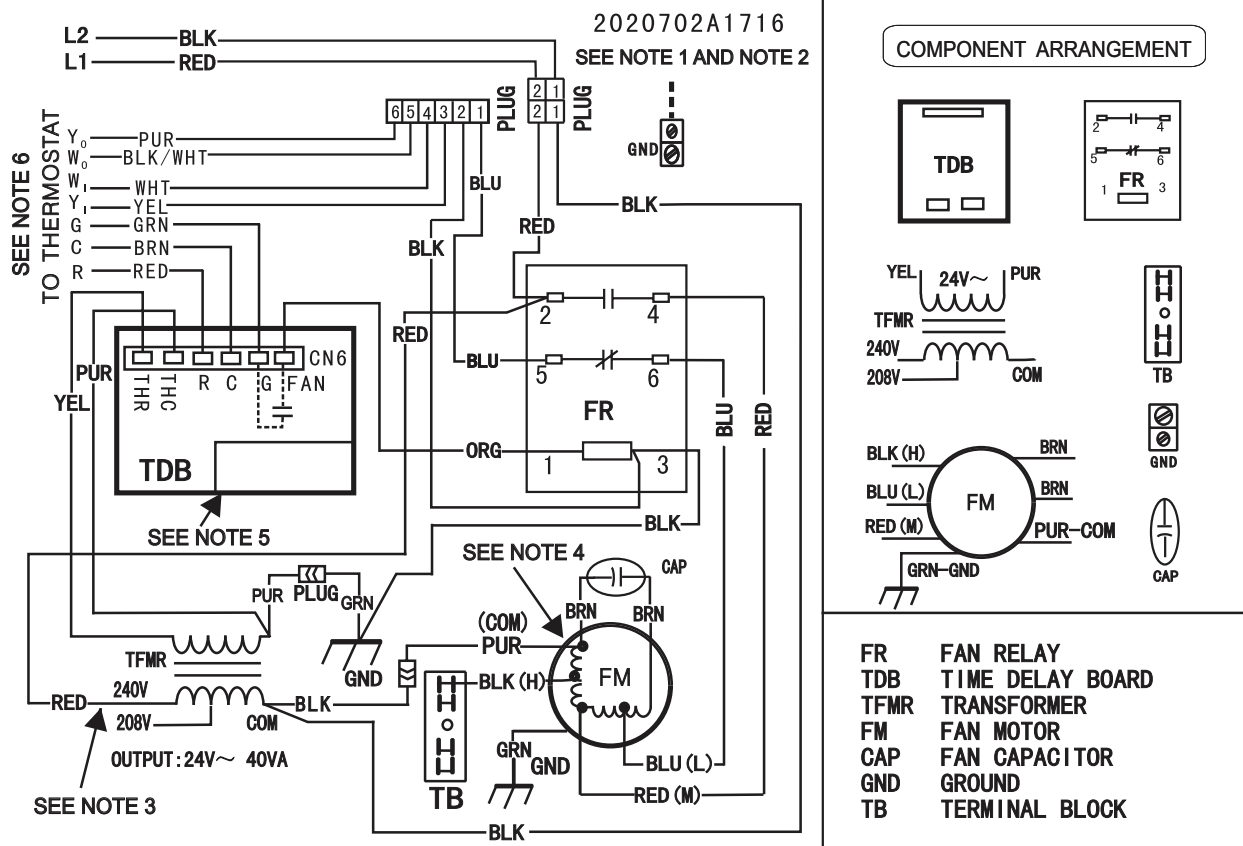 2020702A1716
SEE NOTE 1 AND NOTE 2
L2 BLK
L1 RED
2 1
2 1
PLUG
PLUG
6 5 4 3 2 1
GND
SEE NOTE 6
TO THERMOSTAT
Y₀ PUR
W₀ BLK/WHT
W₁ WHT
Y₁ YEL
G GRN
C BRN
R RED
BLU
BLK
RED
BLK
RED
2 4
BLU
5 6
FR
ORG
1 3
BLU
RED
BLK
PUR
YEL
CN6
THR THC R C G FAN
TDB
SEE NOTE 5
SEE NOTE 4
PUR
PLUG
GRN
GND
TFMR
RED
240V
208V
COM
BLK
OUTPUT:24V~ 40VA
SEE NOTE 3
CAP
BRN
BRN
(COM)
PUR
BLK(H)
FM
GRN
GND
TB
BLU(L)
RED(M)
BLK
COMPONENT ARRANGEMENT
TDB
2 4
5 6
FR
1 3
YEL 24V~ PUR
TFMR
240V
208V
COM
TB
GND
BLK(H)
BLU(L)
RED(M)
FM
BRN
BRN
PUR-COM
GRN-GND
CAP
FR FAN RELAY
TDB TIME DELAY BOARD
TFMR TRANSFORMER
FM FAN MOTOR
CAP FAN CAPACITOR
GND GROUND
TB TERMINAL BLOCK